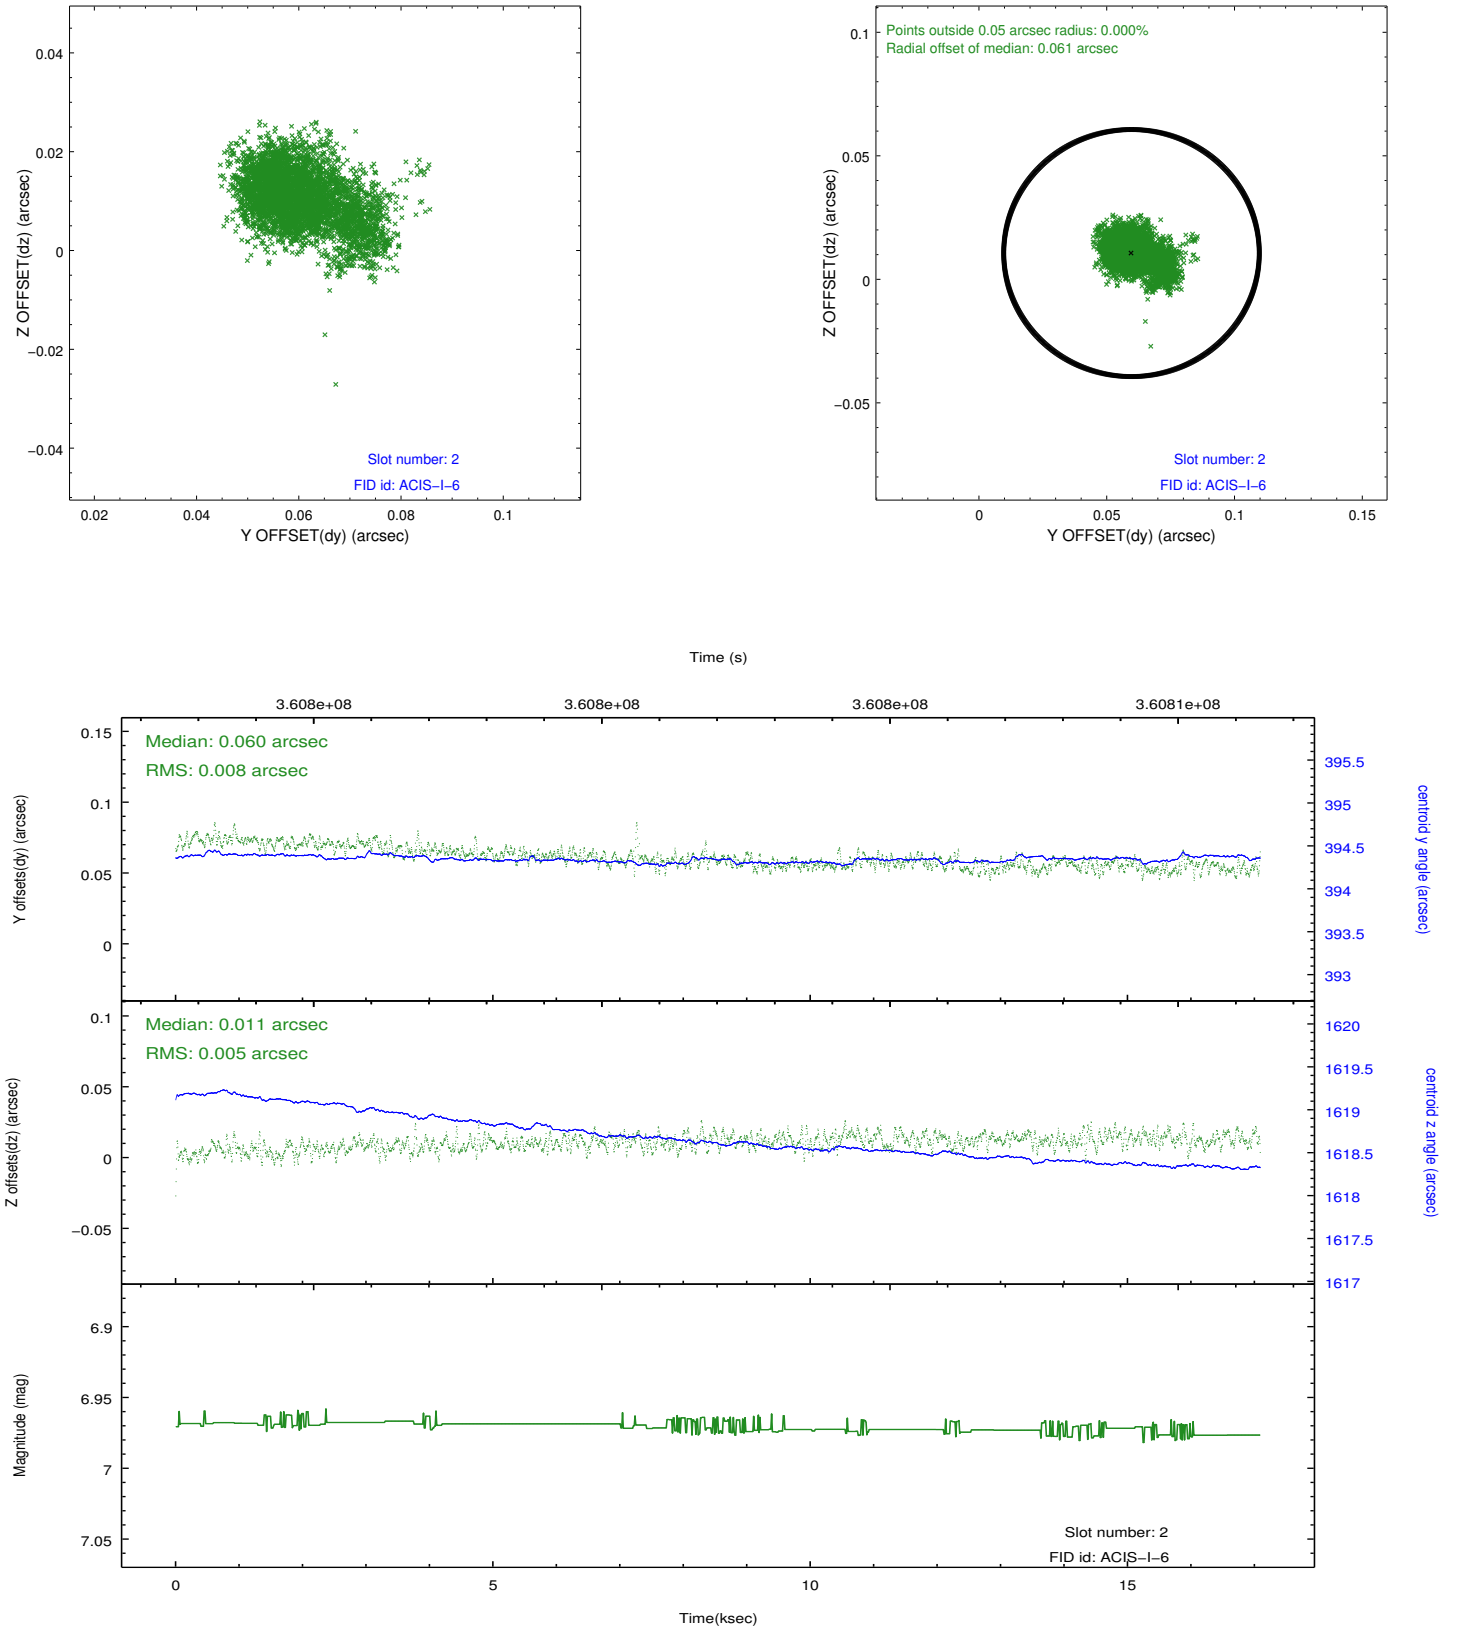 0.04
0.02
0
−0.02
−0.04
Z OFFSET(dz) (arcsec)
Slot number: 2
FID id: ACIS−I−6
0.02 0.04 0.06 0.08 0.1
Y OFFSET(dy) (arcsec)
Points outside 0.05 arcsec radius: 0.000%
Radial offset of median: 0.061 arcsec
0.1
0.05
0
−0.05
Z OFFSET(dz) (arcsec)
Slot number: 2
FID id: ACIS−I−6
0 0.05 0.1 0.15
Y OFFSET(dy) (arcsec)
Time (s)
3.608e+08 3.608e+08 3.608e+08 3.6081e+08
Median: 0.060 arcsec
RMS: 0.008 arcsec
0.15
0.1
0.05
0
Y offsets(dy) (arcsec)
395.5
395
394.5
394
393.5
393
centroid y angle (arcsec)
Median: 0.011 arcsec
RMS: 0.005 arcsec
0.1
0.05
0
−0.05
Z offsets(dz) (arcsec)
1620
1619.5
1619
1618.5
1618
1617.5
1617
centroid z angle (arcsec)
6.9
6.95
7
7.05
Magnitude (mag)
Slot number: 2
FID id: ACIS−I−6
0 5 10 15
Time(ksec)